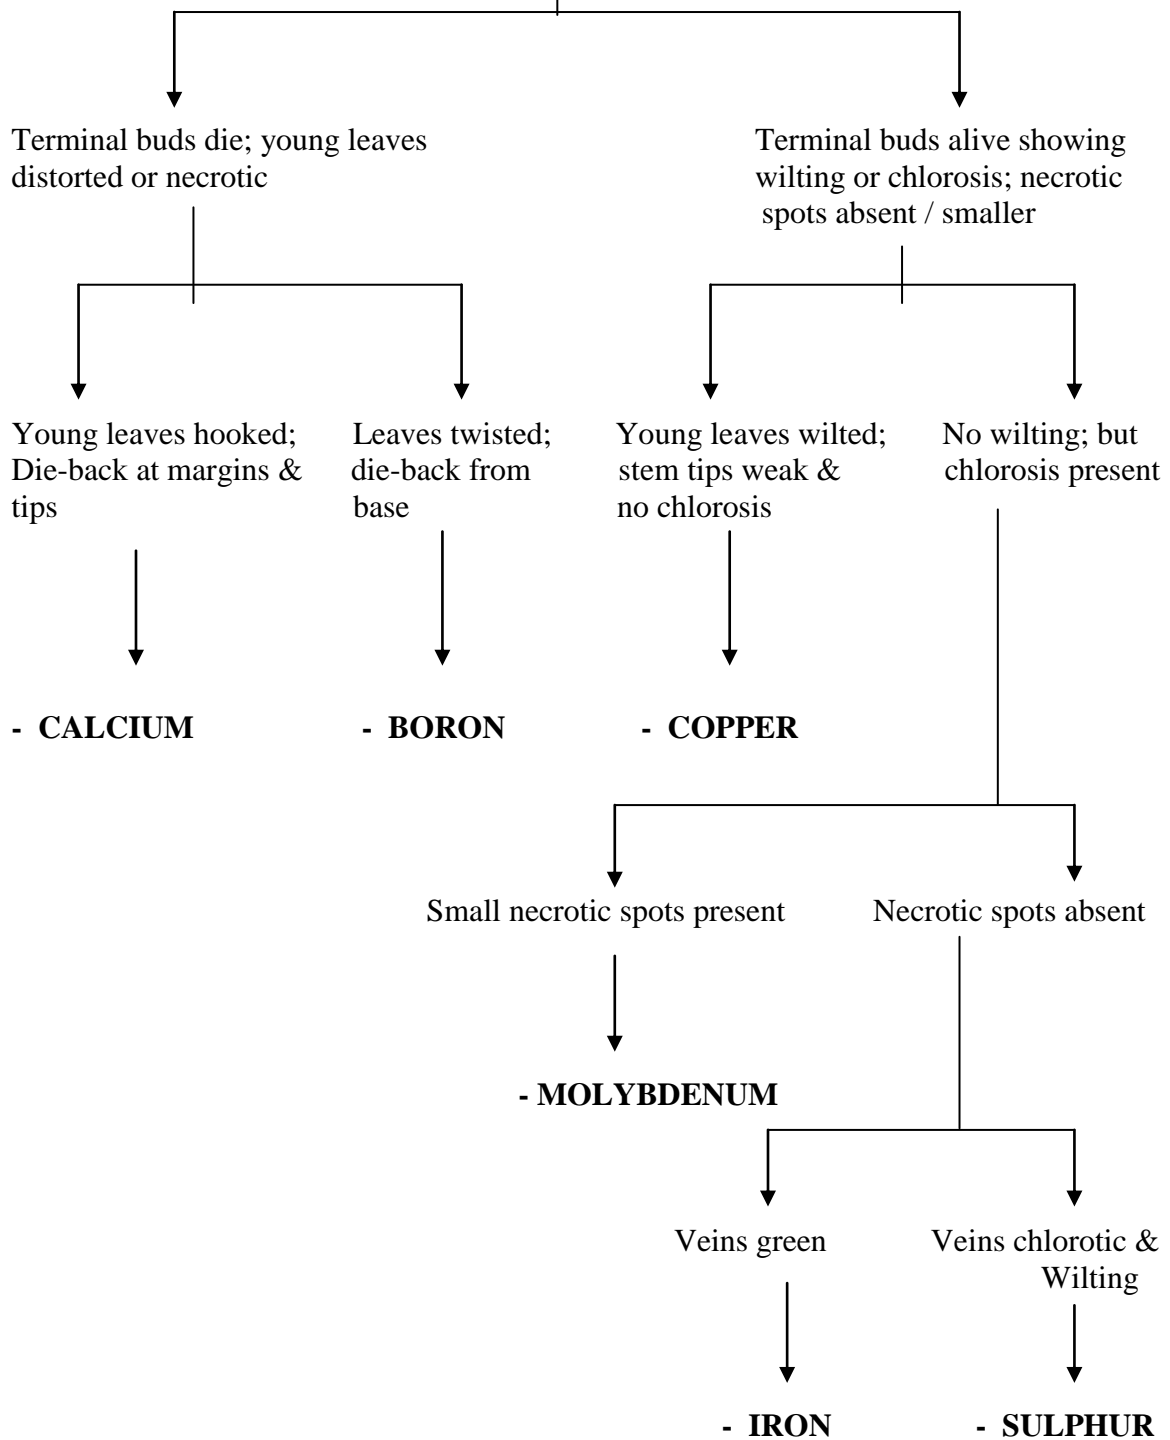 Terminal buds die; young leaves
distorted or necrotic
Terminal buds alive showing
wilting or chlorosis; necrotic
spots absent / smaller
Young leaves hooked;
Die-back at margins &
tips
Leaves twisted;
die-back from
base
Young leaves wilted;
stem tips weak &
no chlorosis
No wilting; but
chlorosis present
- CALCIUM
- BORON
- COPPER
Small necrotic spots present
Necrotic spots absent
- MOLYBDENUM
Veins green
Veins chlorotic &
Wilting
- IRON
- SULPHUR